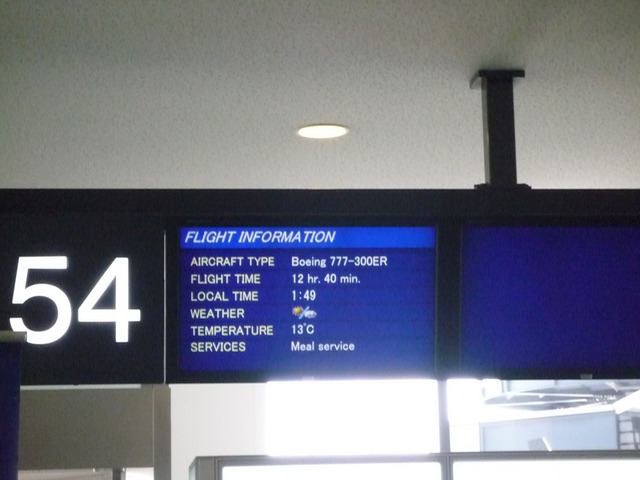 54
FLIGHT INFORMATION
AIRCRAFT TYPE Boeing 777-300ER
FLIGHT TIME 12 hr. 40 min.
LOCAL TIME 1:49
WEATHER
TEMPERATURE 13°C
SERVICES Meal service